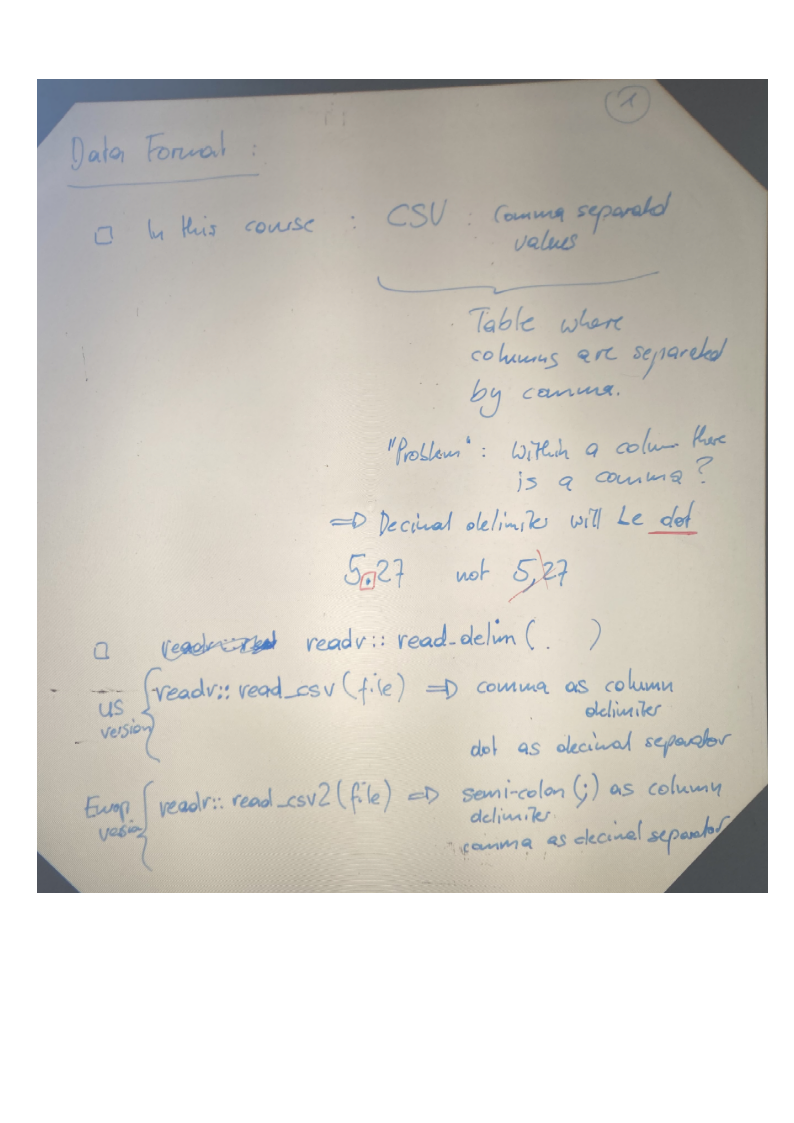 1
Data Format :
□ In this course : CSV : comma separated
values
Table where
columns are separated
by comma.
"Problem" : Within a colum there
is a comma?
=> Decimal delimiter will be dot
5.27 not 5,27
□ readr:: read_delim ( . )
US
version
readr:: read_csv (file) => comma as column
delimiter
dot as decimal separator
Europ
version
readr:: read_csv2 (file) => semi-colon (;) as column
delimiter
comma as decimal separator